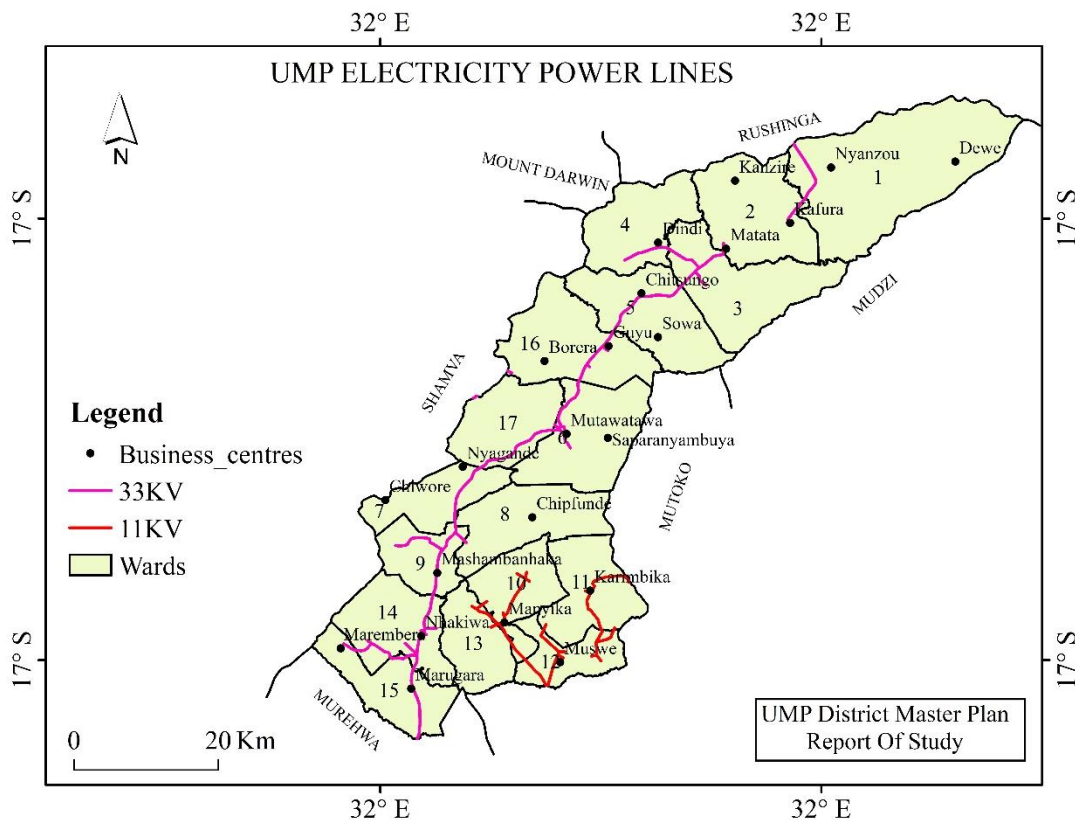 32° E
32° E
UMP ELECTRICITY POWER LINES
N
RUSHINGA
MOUNT DARWIN
Kanzire
Nyanzou
Dewe
1
2
17° S
17° S
4
Kafura
Dindi
Matata
Chitsungo
MUDZI
5
3
16
Borera
Guyu
Sowa
SHAMVA
Legend
Business_centres
33KV
11KV
Wards
17
6
Mutawatawa
Saparanyambuya
Nyagande
MUTOKO
Chiwore
7
8
Chipfunde
9
Mashambanhaka
10
11
Karimbika
14
Manyika
Nhakiwa
Marembera
13
12
Muswe
17° S
17° S
15
Marugara
MUREHWA
0
20 Km
UMP District Master Plan
Report Of Study
32° E
32° E